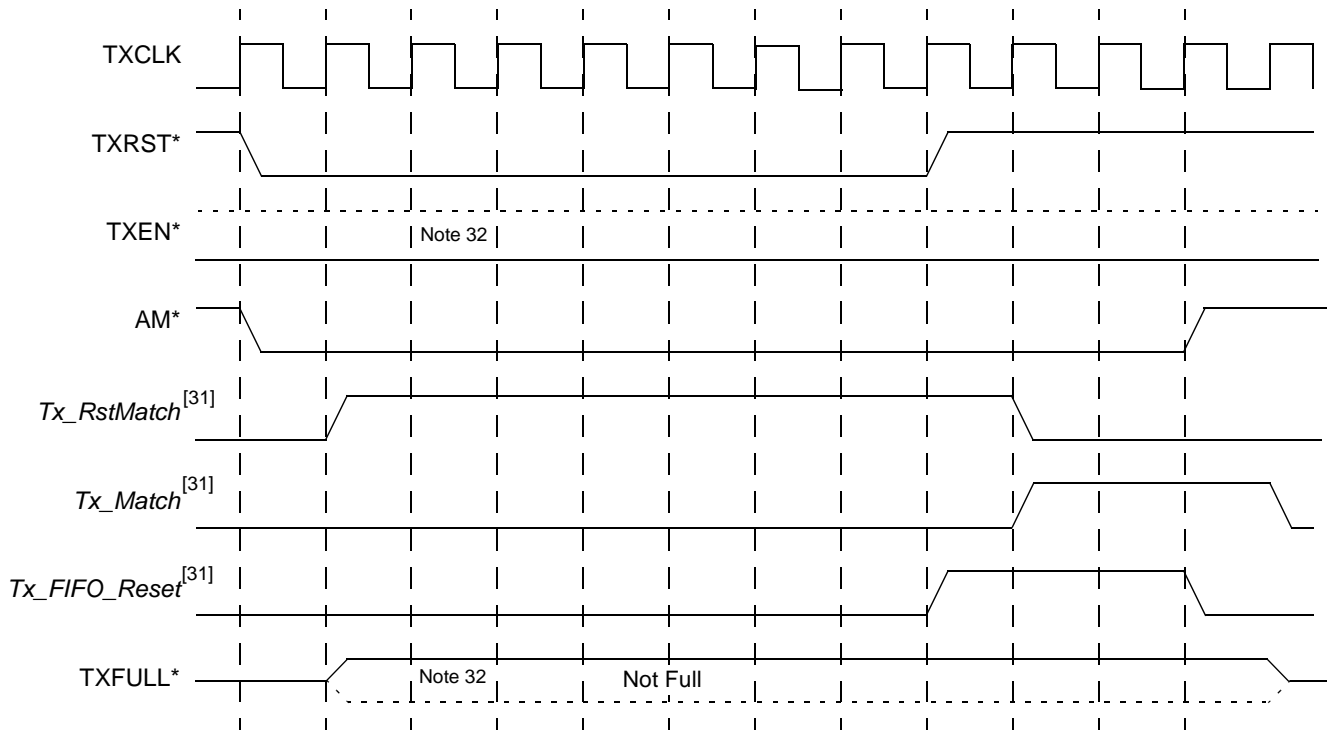 TXCLK
TXRST*
TXEN*
Note 32
AM*
Tx_RstMatch[31]
Tx_Match[31]
Tx_FIFO_Reset[31]
TXFULL*
Note 32
Not Full